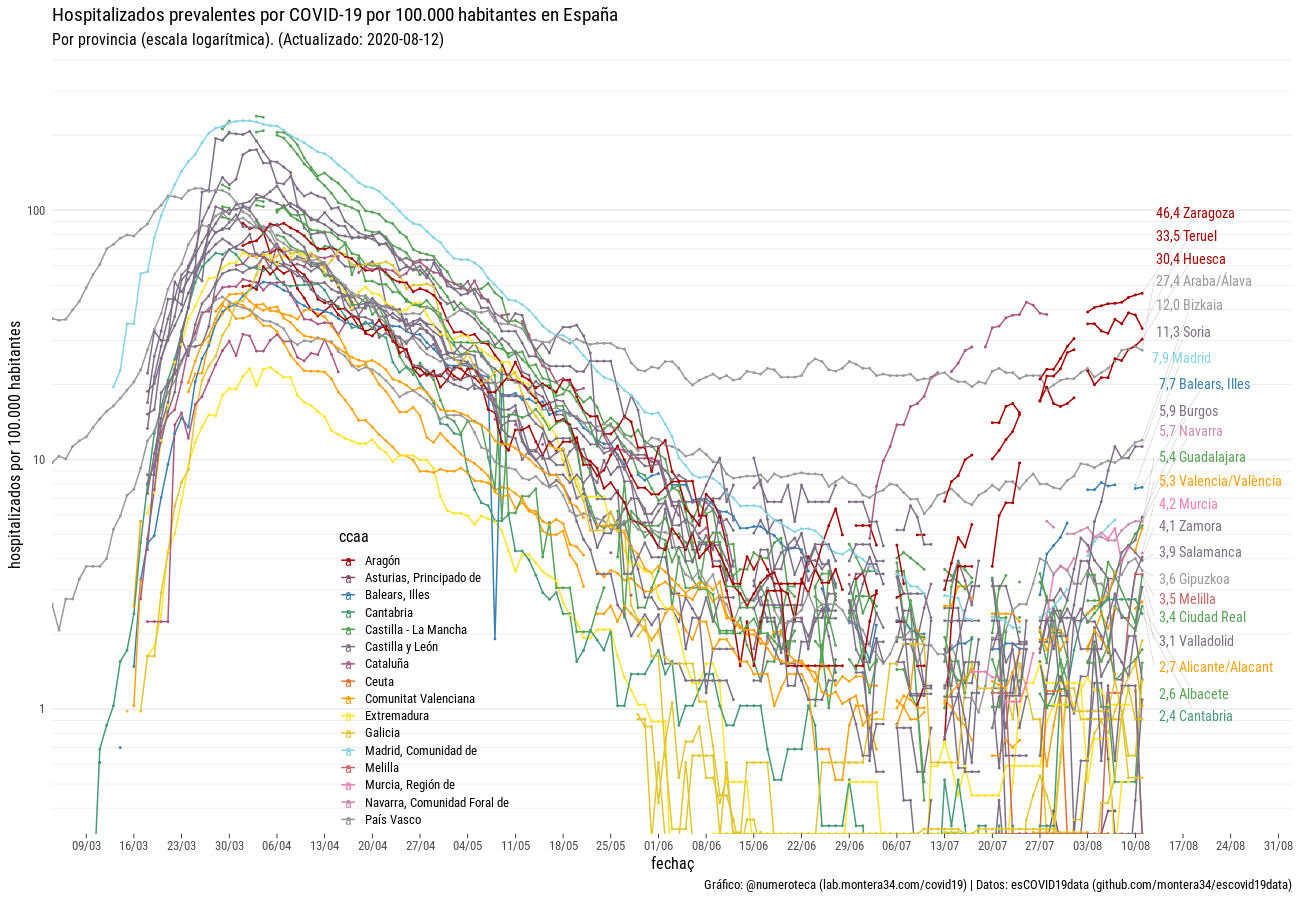 Hospitalizados prevalentes por COVID-19 por 100.000 habitantes en España
Por provincia (escala logarítmica). (Actualizado: 2020-08-12)
hospitalizados por 100.000 habitantes
100
10
1
46,4 Zaragoza
33,5 Teruel
30,4 Huesca
27,4 Araba/Álava
12,0 Bizkaia
11,3 Soria
7,9 Madrid
7,7 Balears, Illes
5,9 Burgos
5,7 Navarra
5,4 Guadalajara
5,3 Valencia/València
4,2 Murcia
4,1 Zamora
3,9 Salamanca
3,6 Gipuzkoa
3,5 Melilla
3,4 Ciudad Real
3,1 Valladolid
2,7 Alicante/Alacant
2,6 Albacete
2,4 Cantabria
ccaa
Aragón
Asturias, Principado de
Balears, Illes
Cantabria
Castilla - La Mancha
Castilla y León
Cataluña
Ceuta
Comunitat Valenciana
Extremadura
Galicia
Madrid, Comunidad de
Melilla
Murcia, Región de
Navarra, Comunidad Foral de
País Vasco
09/03 16/03 23/03 30/03 06/04 13/04 20/04 27/04 04/05 11/05 18/05 25/05 01/06 08/06 15/06 22/06 29/06 06/07 13/07 20/07 27/07 03/08 10/08 17/08 24/08 31/08
fechaç
Gráfico: @numeroteca (lab.montera34.com/covid19) | Datos: esCOVID19data (github.com/montera34/escovid19data)